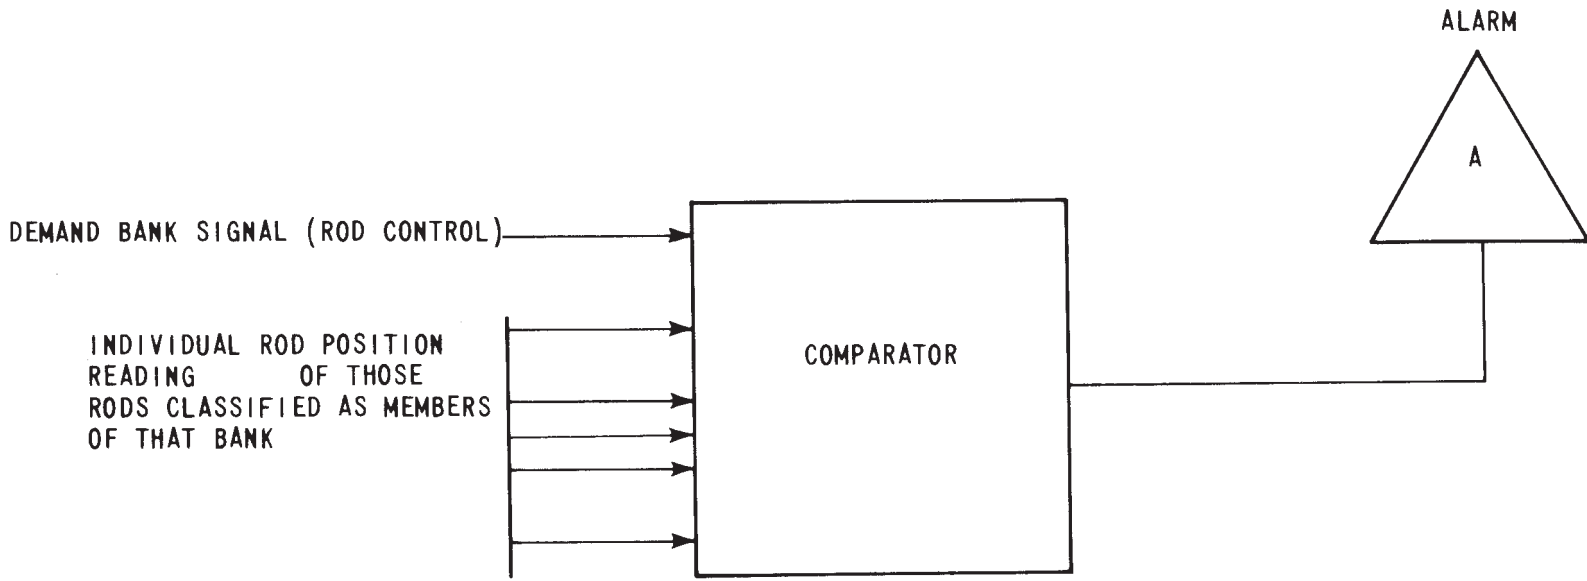 ALARM
A
DEMAND BANK SIGNAL (ROD CONTROL)
INDIVIDUAL ROD POSITION
READING OF THOSE
RODS CLASSIFIED AS MEMBERS
OF THAT BANK
COMPARATOR